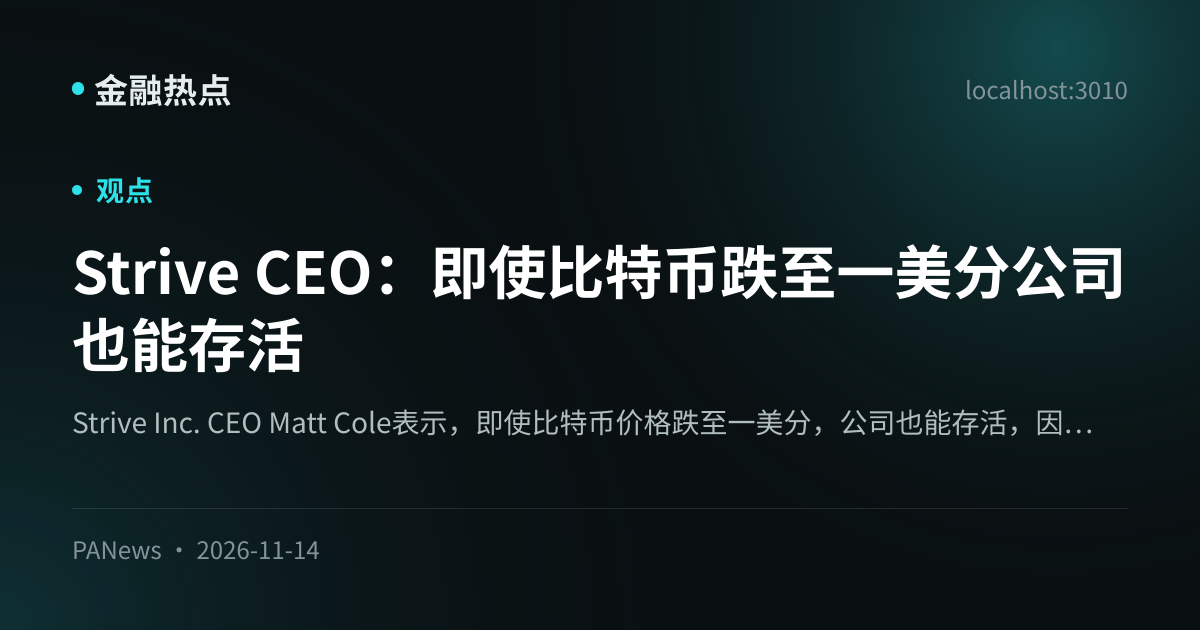 金融热点
localhost:3010
观点
Strive CEO：即使比特币跌至一美分公司
也能存活
Strive Inc. CEO Matt Cole表示，即使比特币价格跌至一美分，公司也能存活，因…
PANews • 2026-11-14